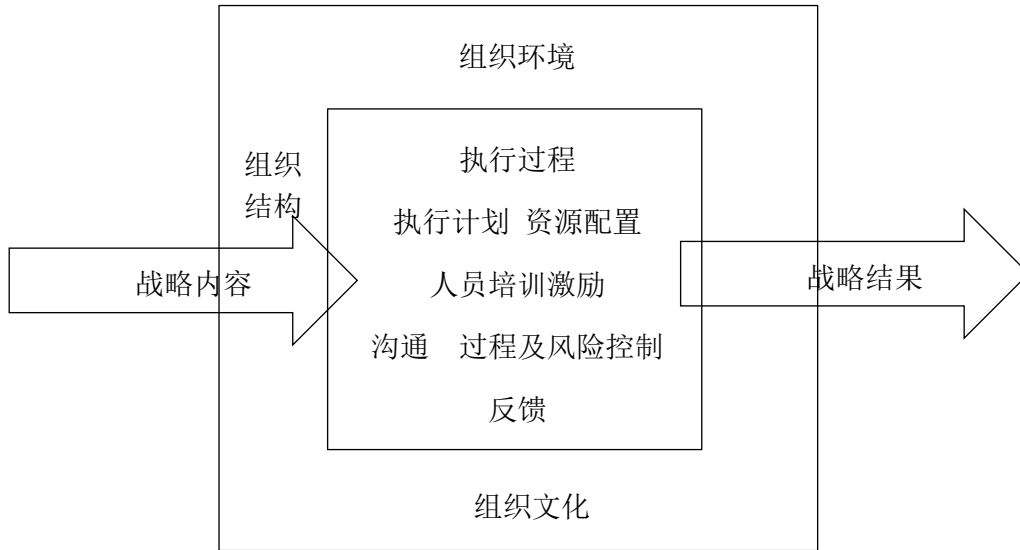 组织环境
组织
结构
执行过程
执行计划 资源配置
战略内容
人员培训激励
战略结果
沟通　过程及风险控制
反馈
组织文化